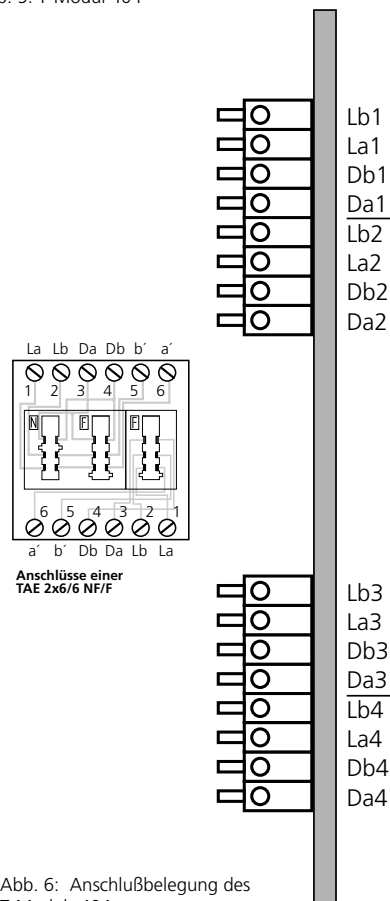 Lb1
La1
Db1
Da1
Lb2
La2
Db2
Da2
La Lb Da Db b´ a´
1 2 3 4 5 6
N F F
6 5 4 3 2 1
a´ b´ Db Da Lb La
Anschlüsse einer
TAE 2x6/6 NF/F
Lb3
La3
Db3
Da3
Lb4
La4
Db4
Da4
Abb. 6: Anschlußbelegung des